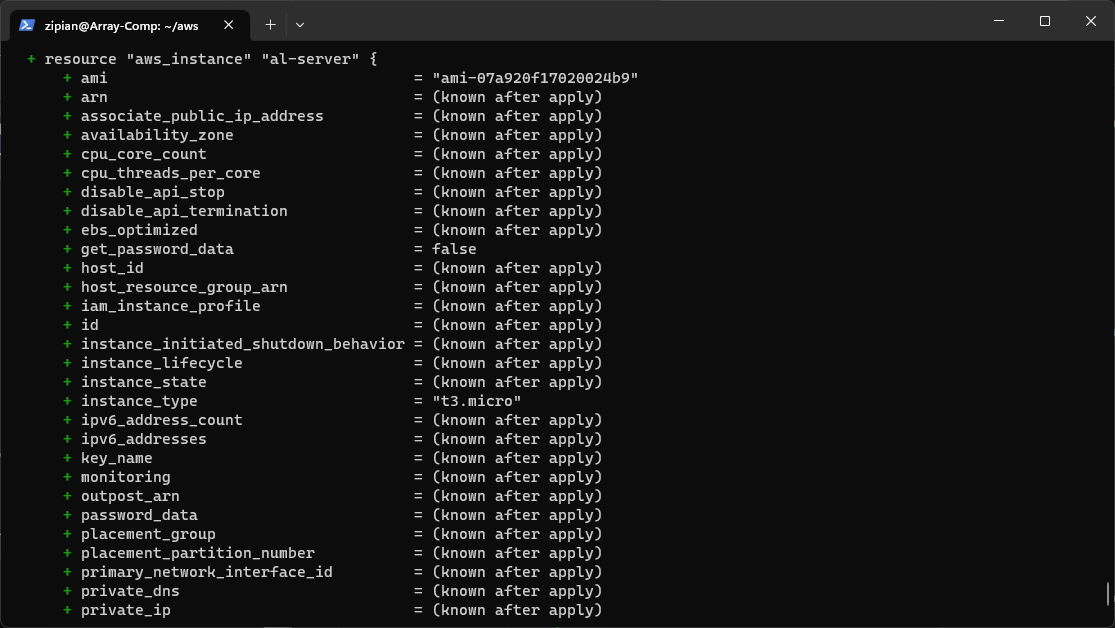 zipian@Array-Comp: ~/aws
+ resource "aws_instance" "al-server" {
+ ami = "ami-07a920f17020024b9"
+ arn = (known after apply)
+ associate_public_ip_address = (known after apply)
+ availability_zone = (known after apply)
+ cpu_core_count = (known after apply)
+ cpu_threads_per_core = (known after apply)
+ disable_api_stop = (known after apply)
+ disable_api_termination = (known after apply)
+ ebs_optimized = (known after apply)
+ get_password_data = false
+ host_id = (known after apply)
+ host_resource_group_arn = (known after apply)
+ iam_instance_profile = (known after apply)
+ id = (known after apply)
+ instance_initiated_shutdown_behavior = (known after apply)
+ instance_lifecycle = (known after apply)
+ instance_state = (known after apply)
+ instance_type = "t3.micro"
+ ipv6_address_count = (known after apply)
+ ipv6_addresses = (known after apply)
+ key_name = (known after apply)
+ monitoring = (known after apply)
+ outpost_arn = (known after apply)
+ password_data = (known after apply)
+ placement_group = (known after apply)
+ placement_partition_number = (known after apply)
+ primary_network_interface_id = (known after apply)
+ private_dns = (known after apply)
+ private_ip = (known after apply)